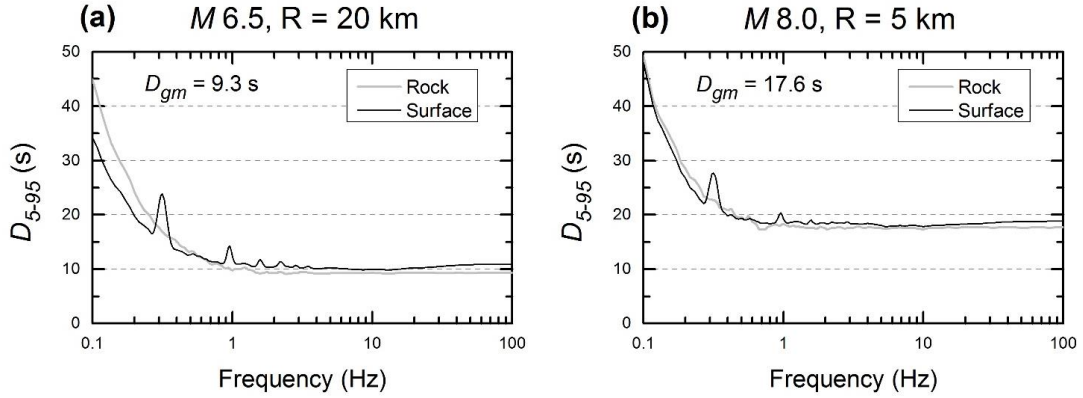 (a) M 6.5, R = 20 km
D5-95 (s)
50
40
30
20
10
0
Dgm = 9.3 s
Rock
Surface
0.1 1 10 100
Frequency (Hz)
(b) M 8.0, R = 5 km
D5-95 (s)
50
40
30
20
10
0
Dgm = 17.6 s
Rock
Surface
0.1 1 10 100
Frequency (Hz)